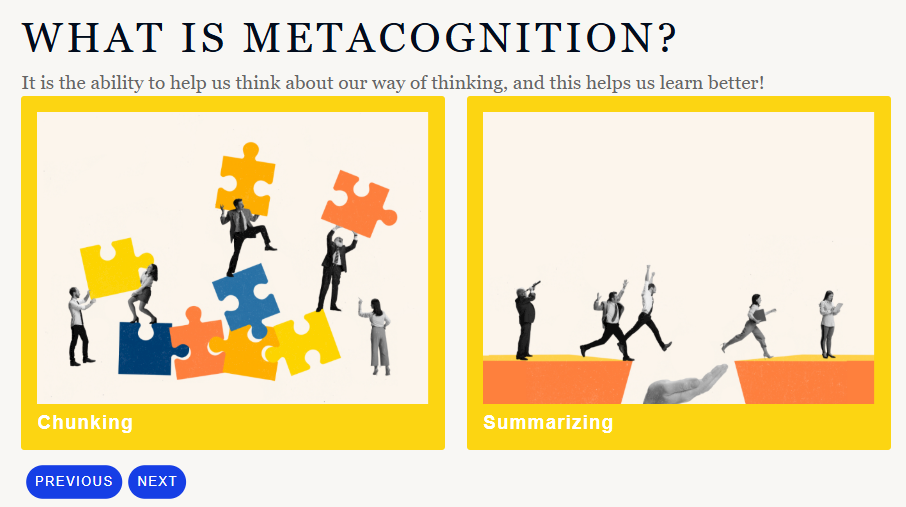 WHAT IS METACOGNITION?
It is the ability to help us think about our way of thinking, and this helps us learn better!
Chunking
Summarizing
PREVIOUS
NEXT